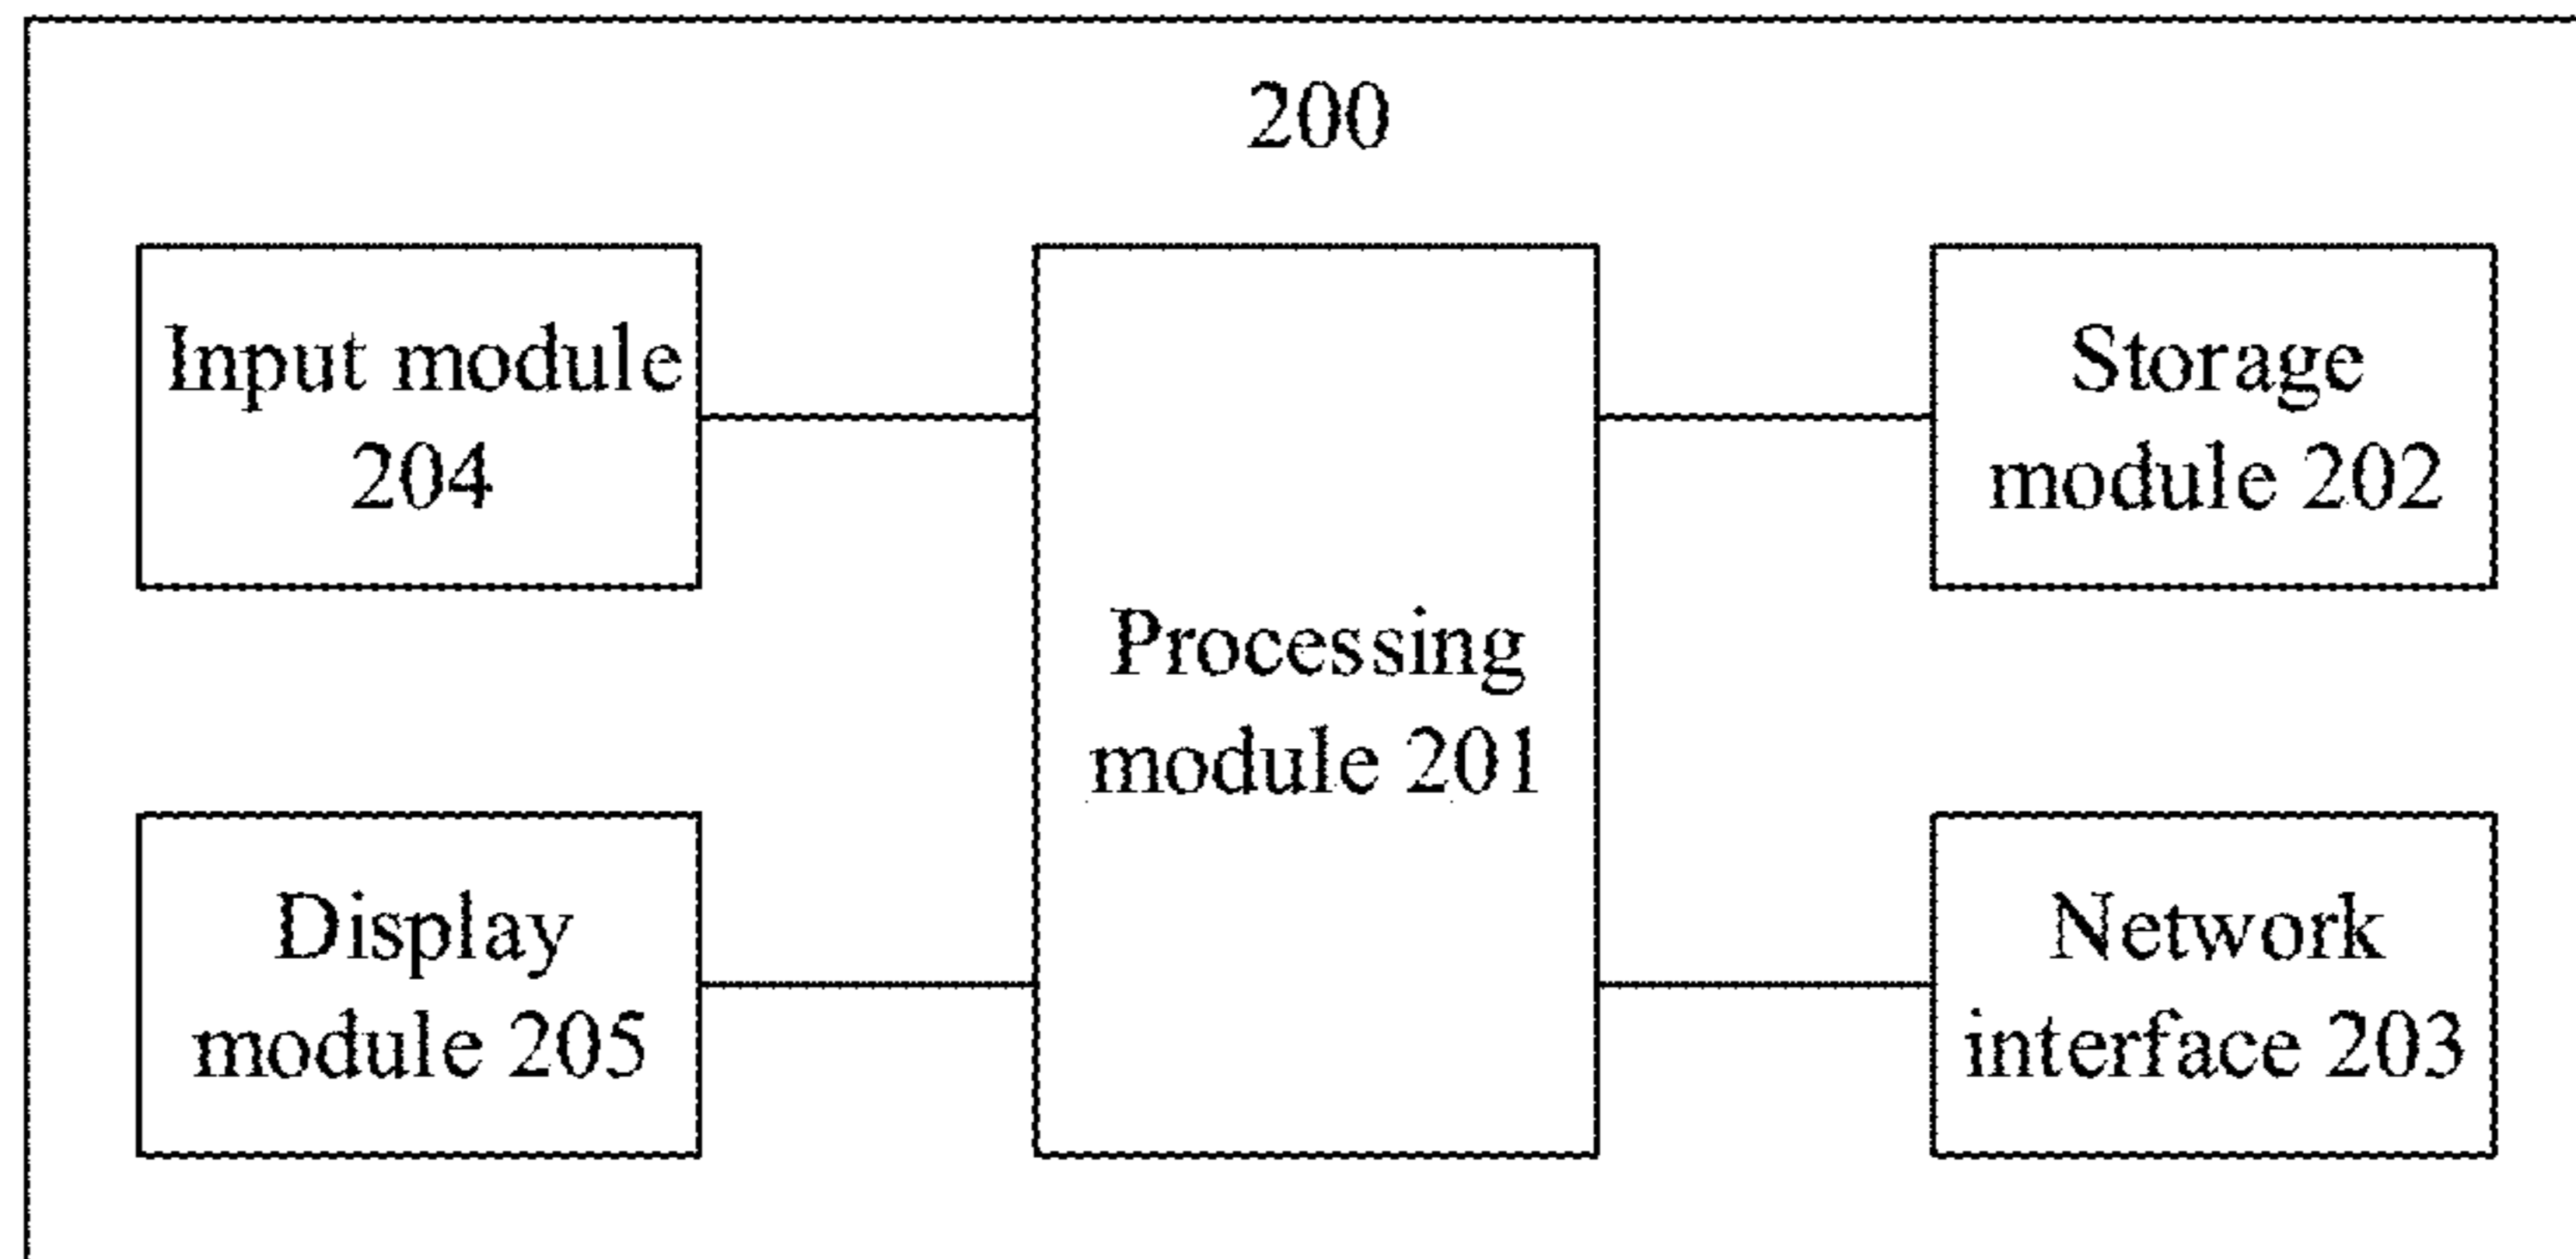 200
Input module
204
Processing
module 201
Storage
module 202
Display
module 205
Network
interface 203